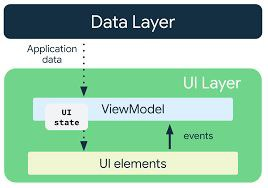 Data Layer
Application
data
UI Layer
ViewModel
UI
state
events
UI elements